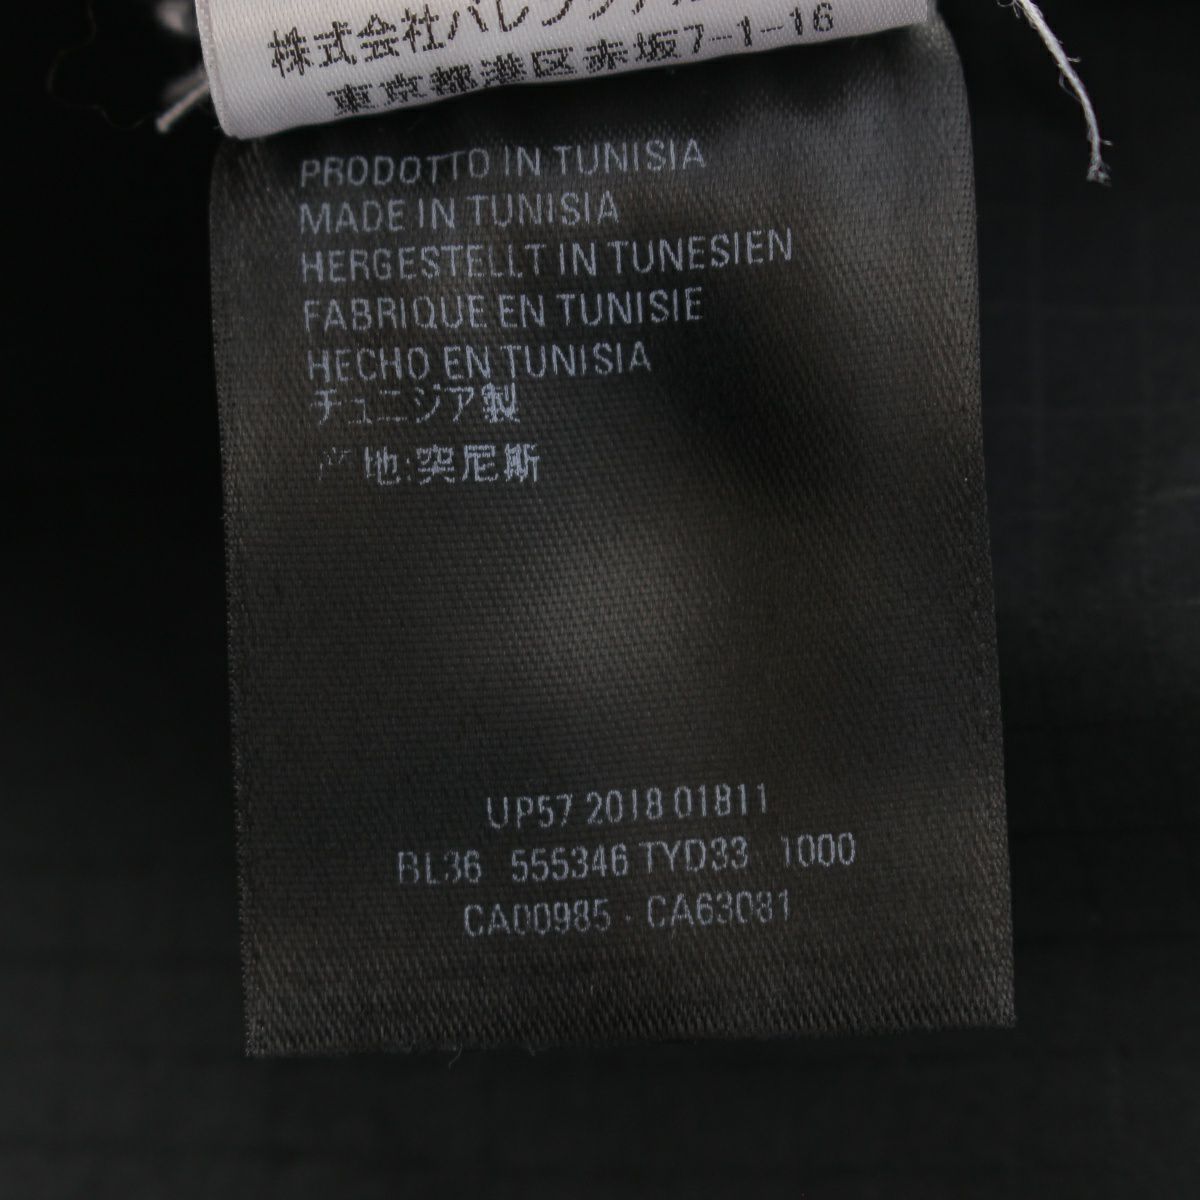 株式会社バレンシアガ
東京都港区赤坂7-1-16
PRODOTTO IN TUNISIA
MADE IN TUNISIA
HERGESTELLT IN TUNESIEN
FABRIQUE EN TUNISIE
HECHO EN TUNISIA
チュニジア製
产地:突尼斯
UP57 2018 01811
BL36 555346 TYD33 1000
CA00985 - CA63081